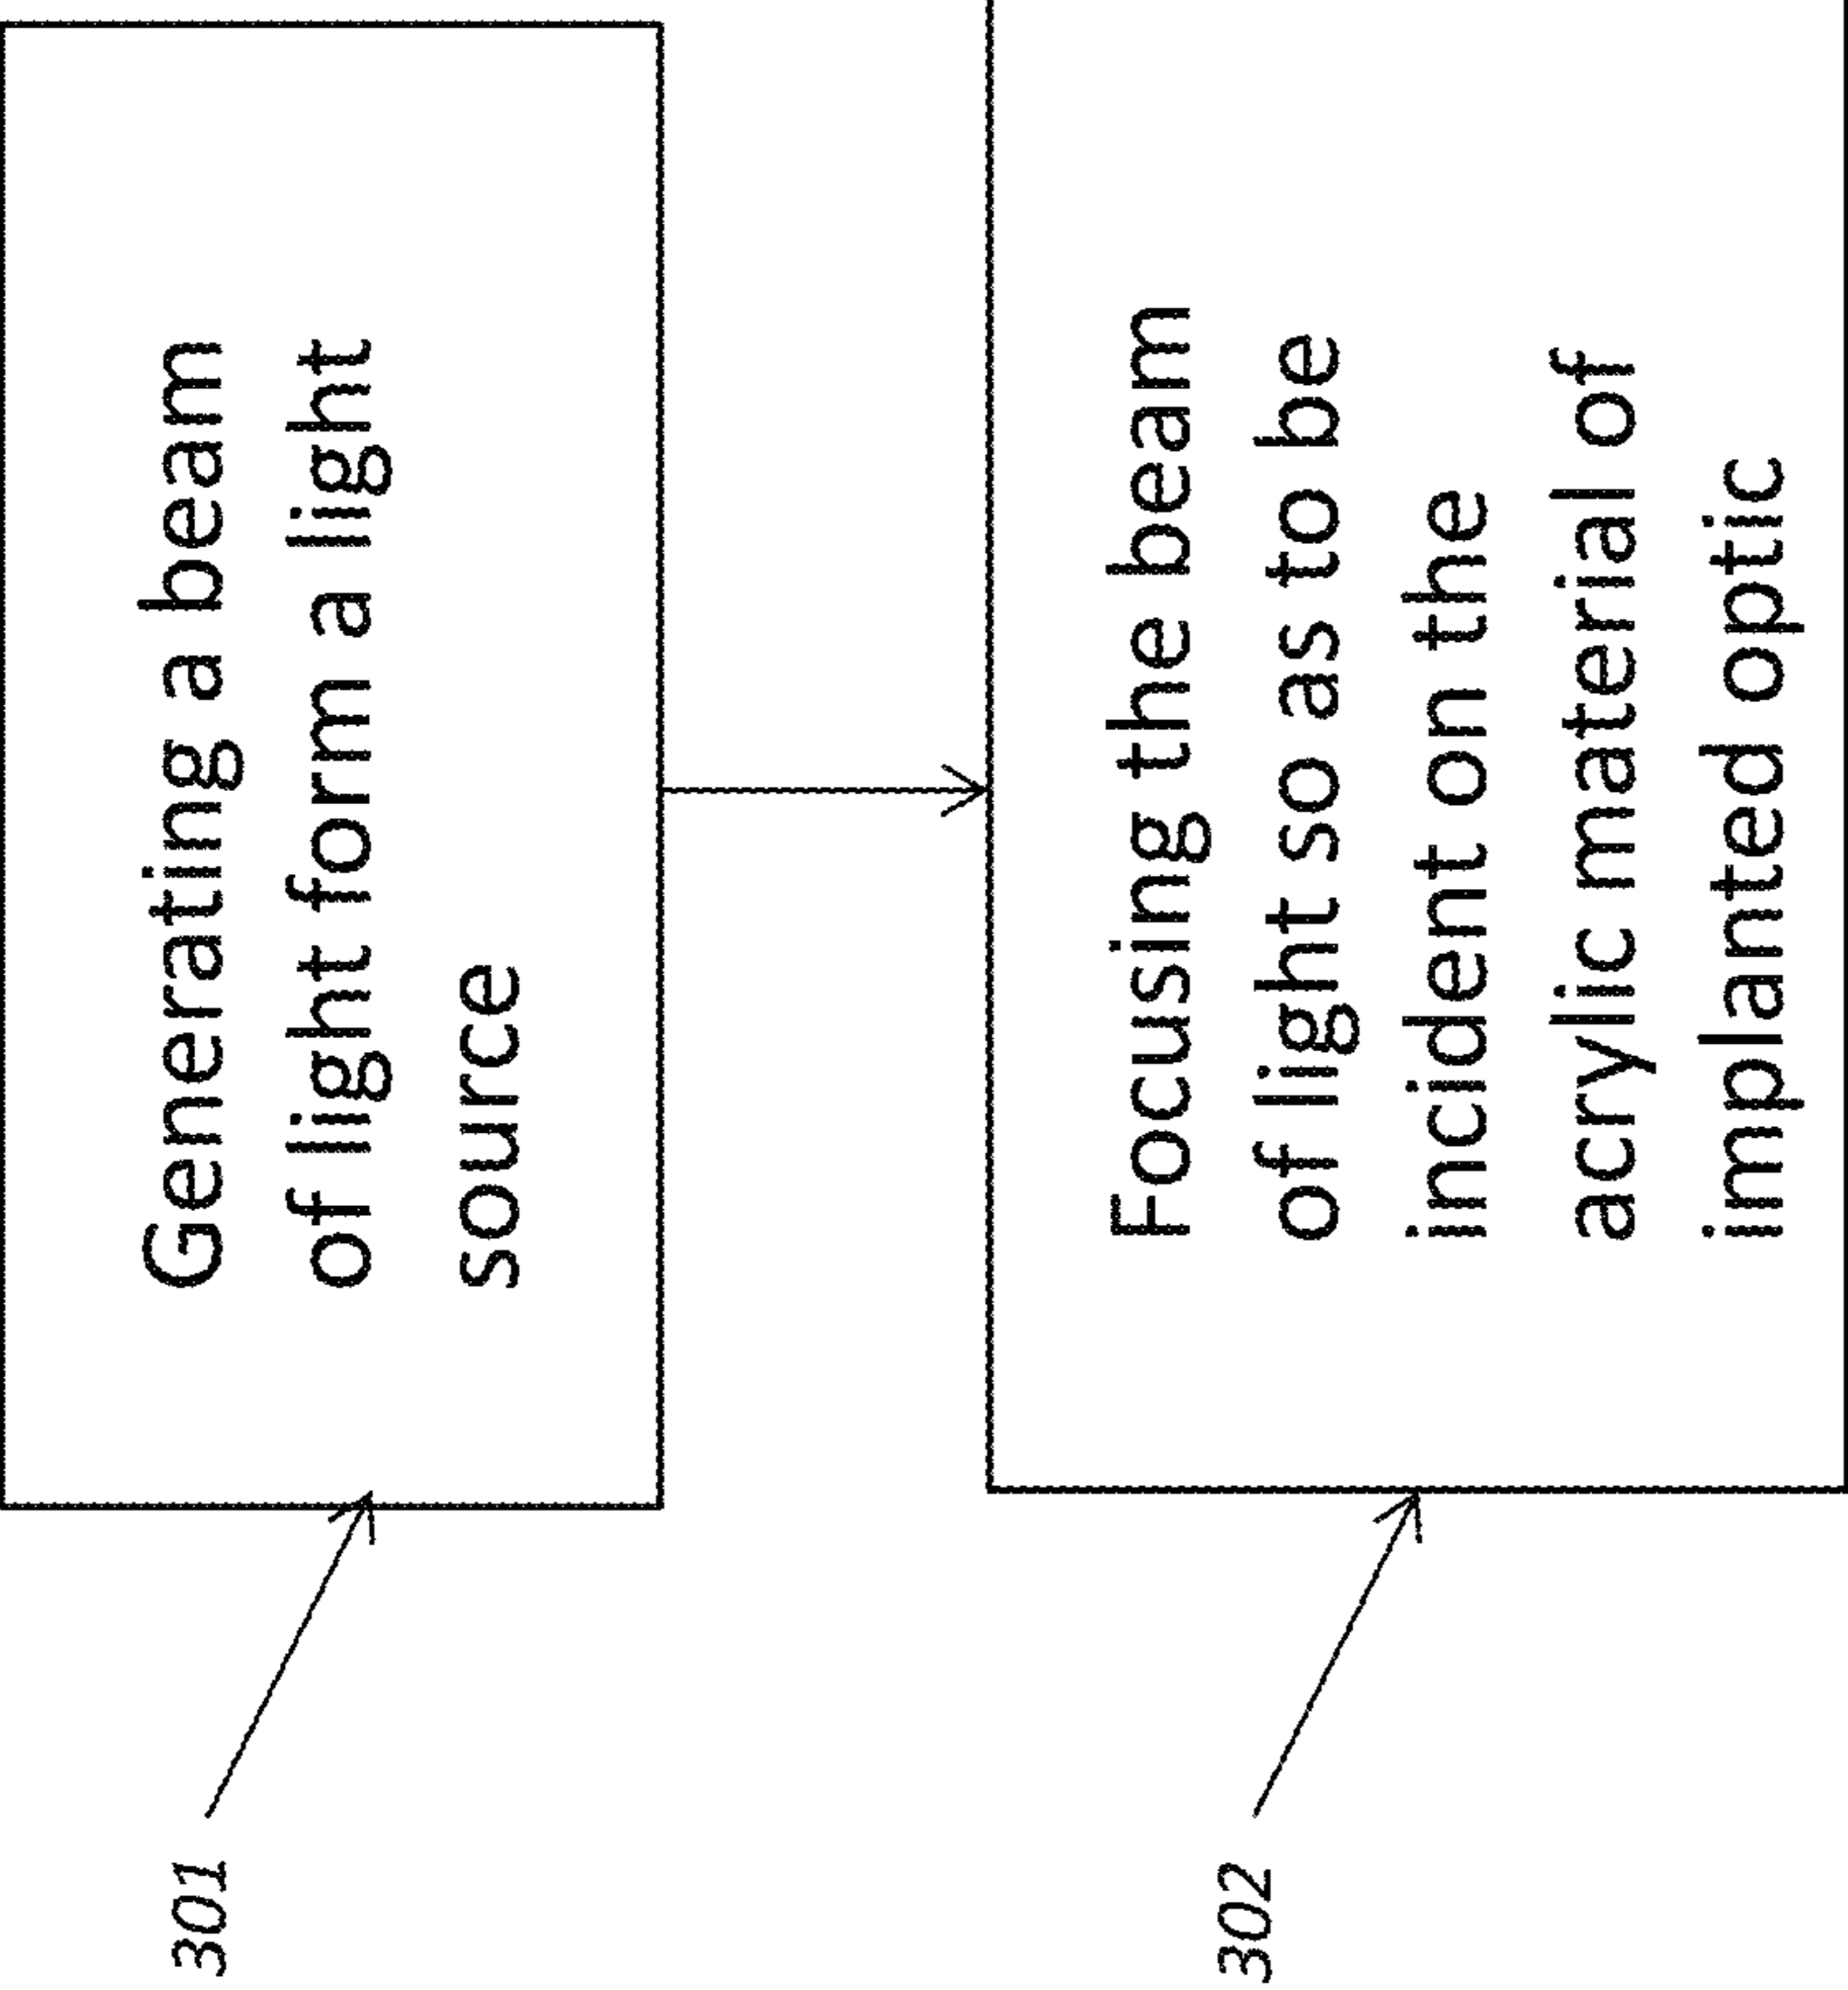 301
Generating a beam
of light form a light
source
302
Focusing the beam
of light so as to be
incident on the
acrylic material of
implanted optic